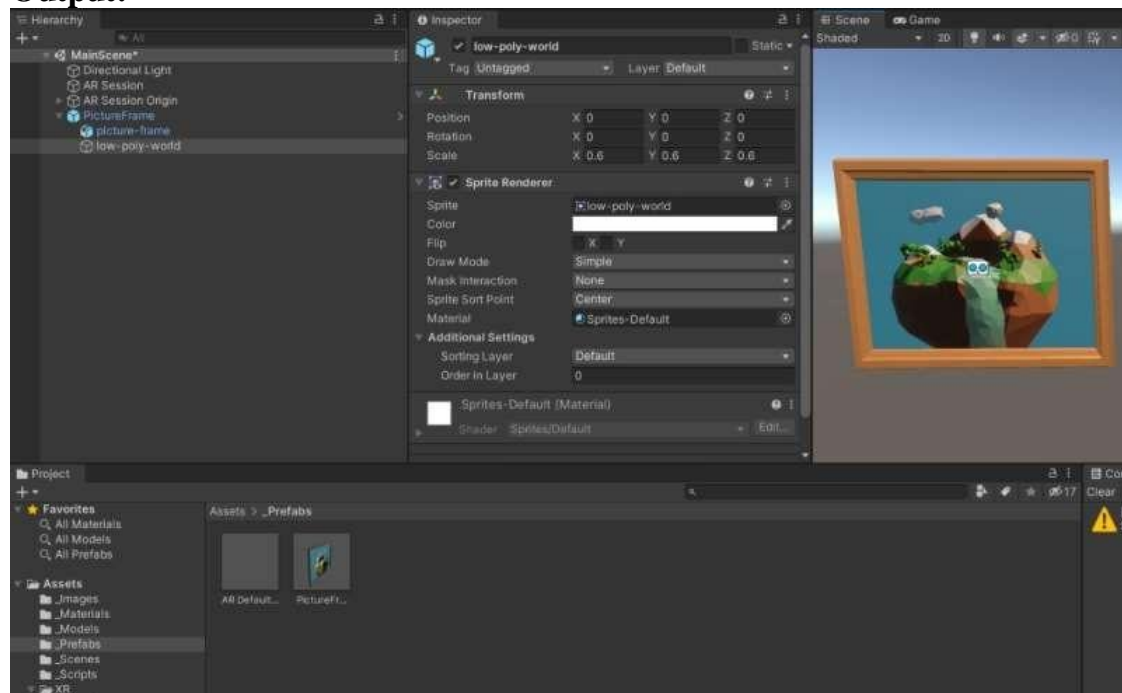 Output:
Hierarchy
All
MainScene*
Directional Light
AR Session
AR Session Origin
PictureFrame
picture-frame
low-poly-world
Inspector
low-poly-world
Static
Tag Untagged
Layer Default
Transform
Position X 0 Y 0 Z 0
Rotation X 0 Y 0 Z 0
Scale X 0.6 Y 0.6 Z 0.6
Sprite Renderer
Sprite low-poly-world
Color
Flip X Y
Draw Mode Simple
Mask Interaction None
Sprite Sort Point Center
Material Sprites-Default
Additional Settings
Sorting Layer Default
Order in Layer 0
Sprites-Default (Material)
Shader Sprites/Default Edit...
Scene Game
Shaded 2D 0
Project
17
Favorites
All Materials
All Models
All Prefabs
Assets
_Images
_Materials
_Models
_Prefabs
_Scenes
_Scripts
XR
Assets > _Prefabs
AR Default... PictureFr...
Clear